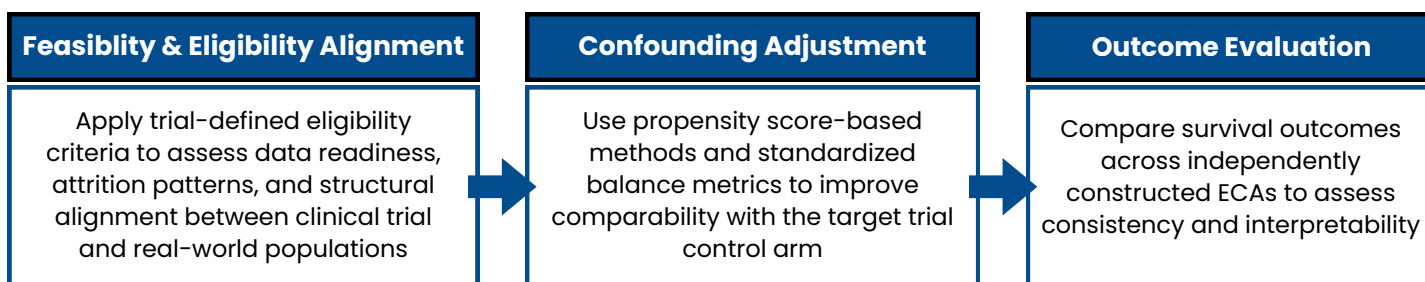 Feasiblity & Eligibility Alignment
Apply trial-defined eligibility
criteria to assess data readiness,
attrition patterns, and structural
alignment between clinical trial
and real-world populations
Confounding Adjustment
Use propensity score-based
methods and standardized
balance metrics to improve
comparability with the target trial
control arm
Outcome Evaluation
Compare survival outcomes
across independently
constructed ECAs to assess
consistency and interpretability